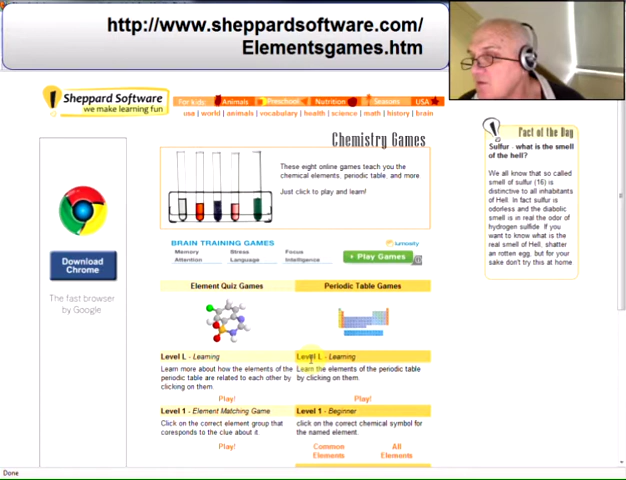 http://www.sheppardsoftware.com/
Elementsgames.htm
Sheppard Software
we make learning fun
For kids Animals Preschool Nutrition Seasons USA
usa | world | animals | vocabulary | health | science | math | history | brain
Chemistry Games
These eight online games teach you the
chemical elements, periodic table, and more
Just click to play and learn!
Fact of the Day
Sulfur - what is the smell
of the hell?
We all know that so called
smell of sulfur (16) is
distinctive to all inhabitants
of Hell. In fact sulfur is
odorless and the diabolic
smell is in real the odor of
hydrogen sulfide. If you
want to know what is the
real smell of Hell, shatter
an rotten egg, but for your
sake don't try this at home
Download
Chrome
The fast browser
by Google
BRAIN TRAINING GAMES
lumosity
Memory Stress Focus
Attention Language Intelligence
Play Games
Element Quiz Games
Periodic Table Games
Level L - Learning
Learn more about how the elements of the
periodic table are related to each other by
clicking on them.
Play!
Level L - Learning
Learn the elements of the periodic table
by clicking on them.
Play!
Level 1 - Element Matching Game
Click on the correct element group that
coresponds to the clue about it.
Play!
Level 1 - Beginner
click on the correct chemical symbol for
the named element.
Common
Elements
All
Elements
Done